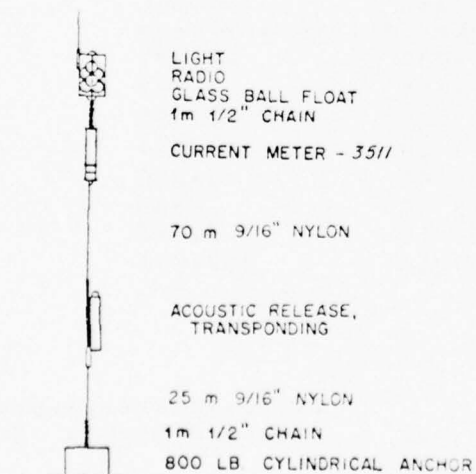 LIGHT
RADIO
GLASS BALL FLOAT
1m 1/2" CHAIN
CURRENT METER - 3511
70 m 9/16" NYLON
ACOUSTIC RELEASE,
TRANSPONDING
25 m 9/16" NYLON
1m 1/2" CHAIN
800 LB. CYLINDRICAL ANCHOR